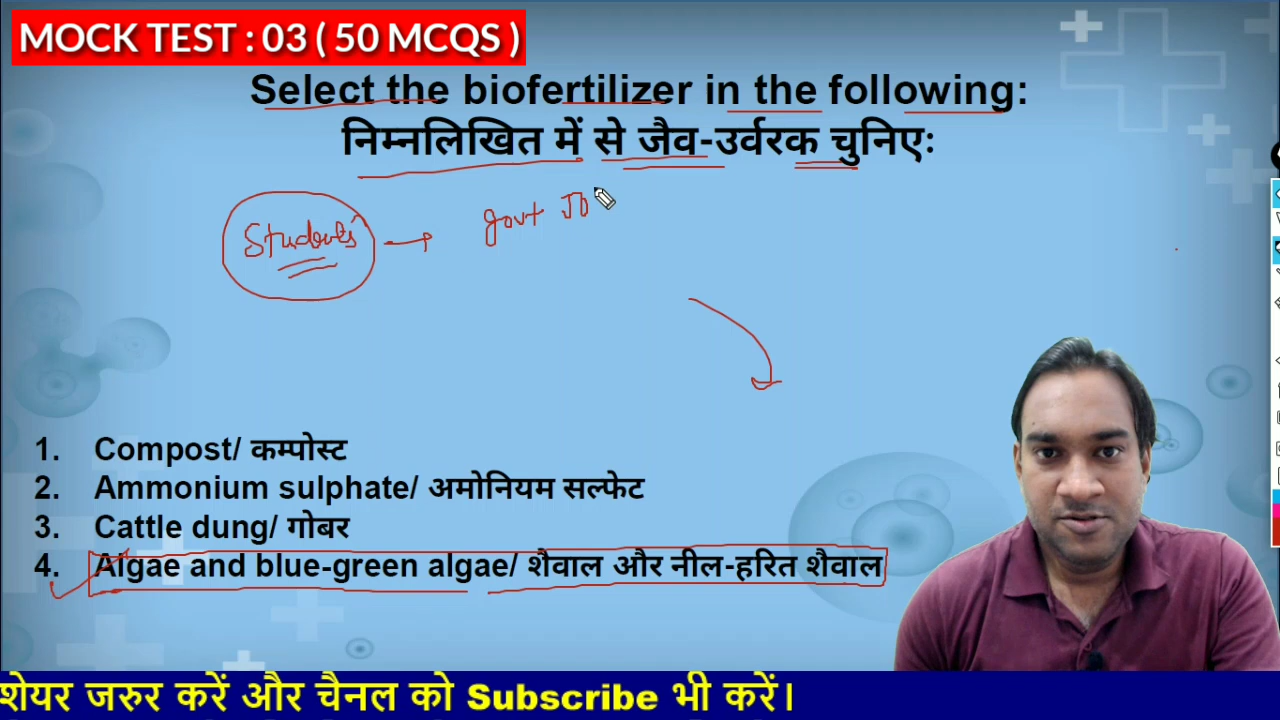 MOCK TEST : 03 ( 50 MCQS )
Select the biofertilizer in the following:
निम्नलिखित में से जैव-उर्वरक चुनिएः
Students → govt Jo
1. Compost/ कम्पोस्ट
2. Ammonium sulphate/ अमोनियम सल्फेट
3. Cattle dung/ गोबर
4. Algae and blue-green algae/ शैवाल और नील-हरित शैवाल
शेयर जरुर करें और चैनल को Subscribe भी करें।